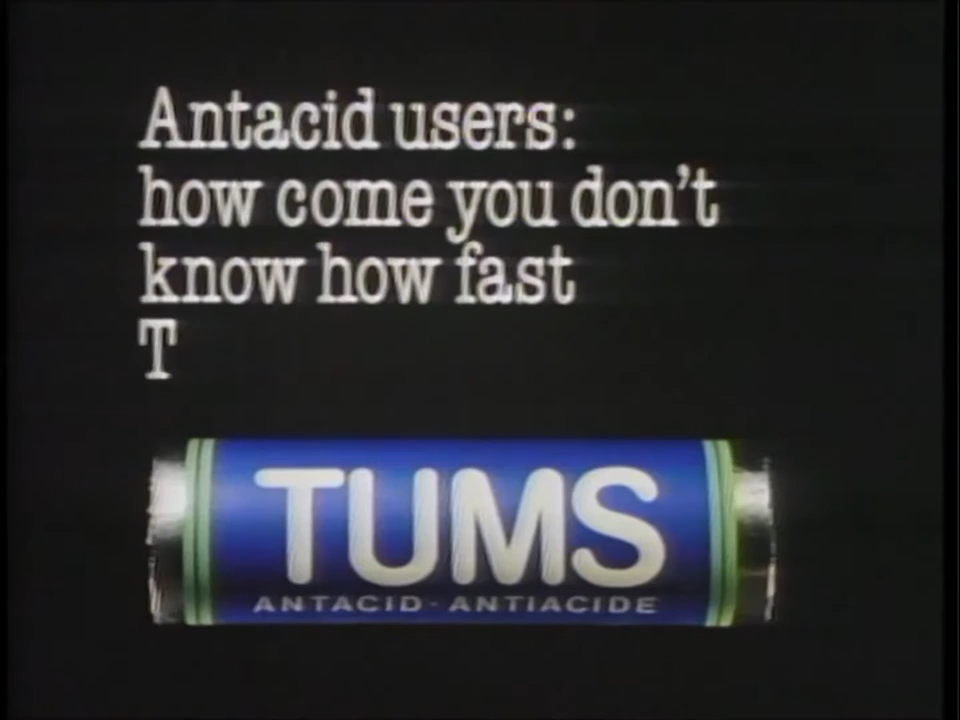 Antacid users:
how come you don't
know how fast
T
TUMS
ANTACID-ANTIACIDE